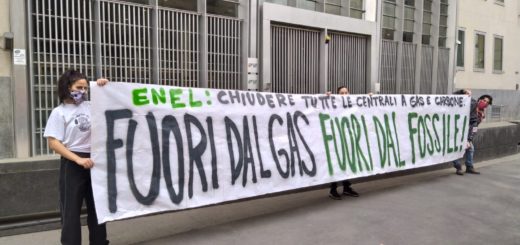 ENEL: CHIUDERE TUTTE LE CENTRALI A GAS E CARBONE.
FUORI DAL GAS FUORI DAL FOSSILE!